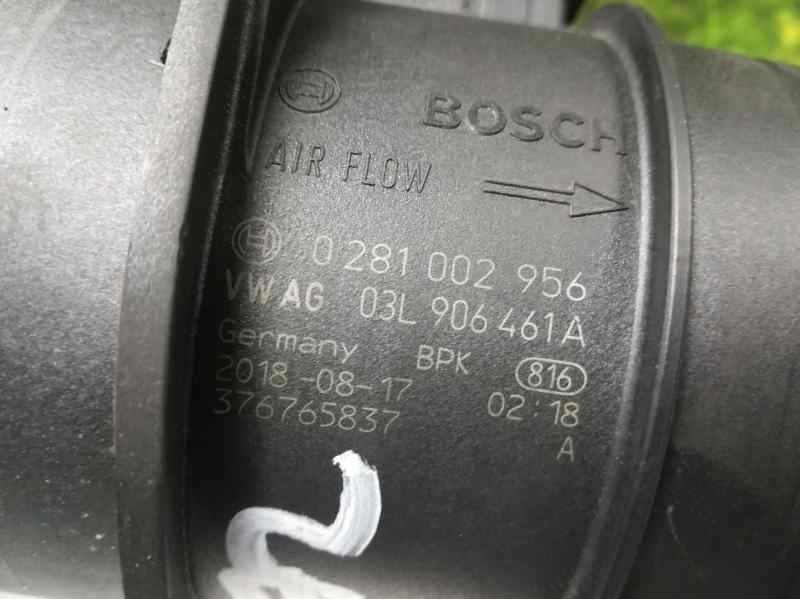 BOSCH
AIR FLOW
0 281 002 956
VW AG 03L 906 461 A
Germany BPK 816
2018-08-17 02:18
376765837 A